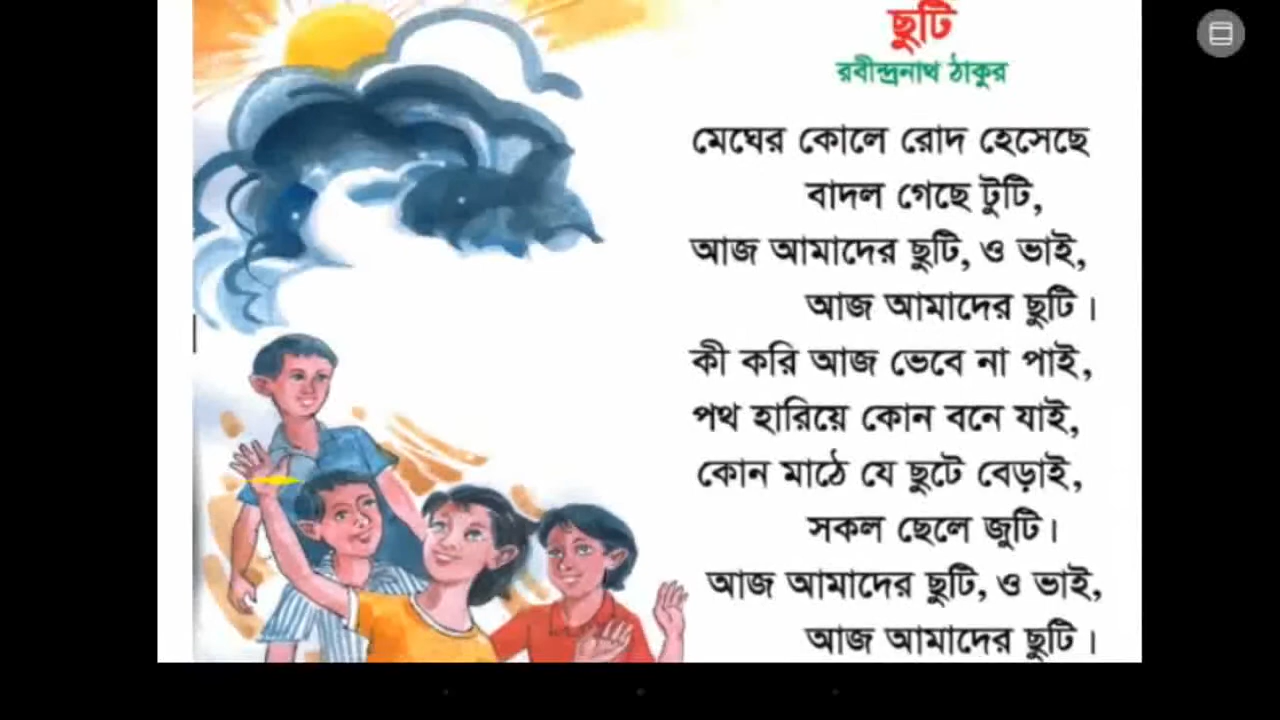 ছুটি
রবীন্দ্রনাথ ঠাকুর
মেঘের কোলে রোদ হেসেছে
বাদল গেছে টুটি,
আজ আমাদের ছুটি, ও ভাই,
আজ আমাদের ছুটি।
কী করি আজ ভেবে না পাই,
পথ হারিয়ে কোন বনে যাই,
কোন মাঠে যে ছুটে বেড়াই,
সকল ছেলে জুটি।
আজ আমাদের ছুটি, ও ভাই,
আজ আমাদের ছুটি।